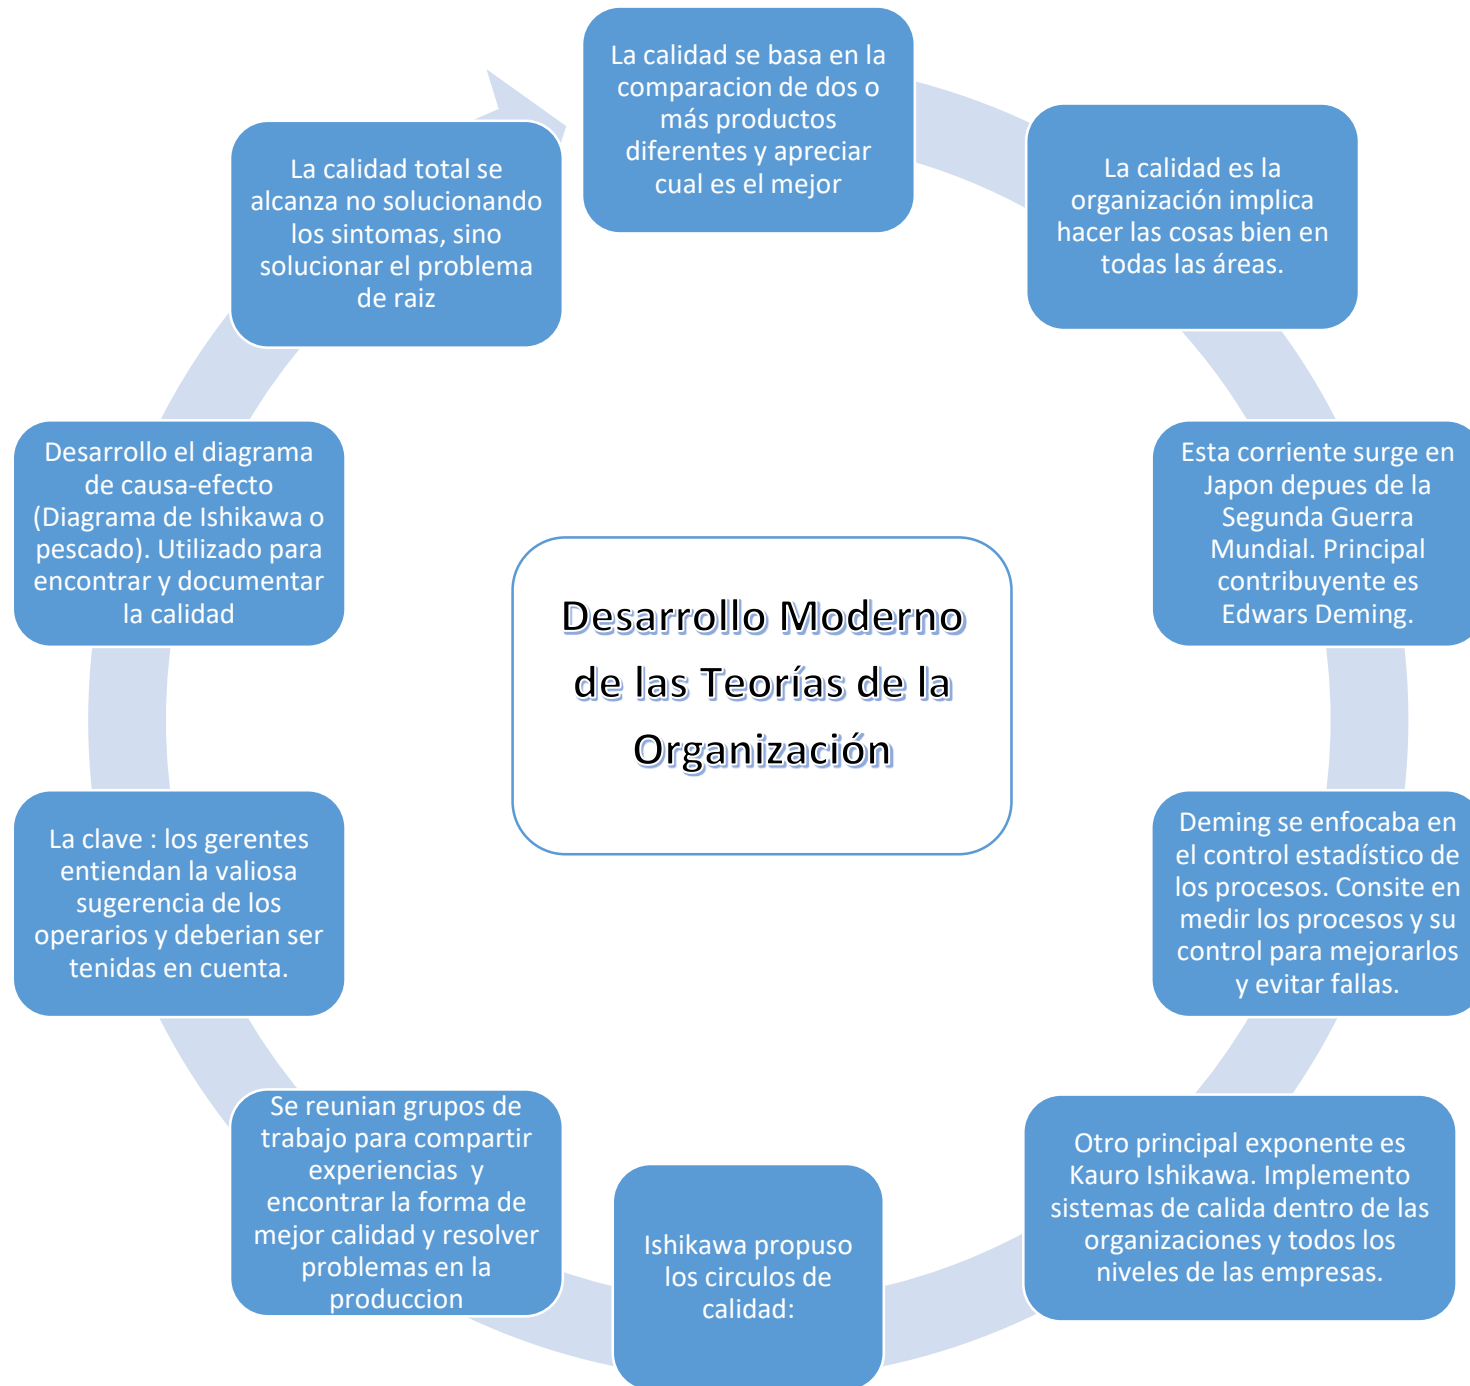 La calidad se basa en la
comparacion de dos o
más productos
diferentes y apreciar
cual es el mejor
La calidad es la
organización implica
hacer las cosas bien en
todas las áreas.
Esta corriente surge en
Japon depues de la
Segunda Guerra
Mundial. Principal
contribuyente es
Edwars Deming.
Deming se enfocaba en
el control estadístico de
los procesos. Consite en
medir los procesos y su
control para mejorarlos
y evitar fallas.
Otro principal exponente es
Kauro Ishikawa. Implemento
sistemas de calida dentro de las
organizaciones y todos los
niveles de las empresas.
Ishikawa propuso
los circulos de
calidad:
Se reunian grupos de
trabajo para compartir
experiencias y
encontrar la forma de
mejor calidad y resolver
problemas en la
produccion
La clave : los gerentes
entiendan la valiosa
sugerencia de los
operarios y deberian ser
tenidas en cuenta.
Desarrollo el diagrama
de causa-efecto
(Diagrama de Ishikawa o
pescado). Utilizado para
encontrar y documentar
la calidad
La calidad total se
alcanza no solucionando
los sintomas, sino
solucionar el problema
de raiz
Desarrollo Moderno
de las Teorías de la
Organización